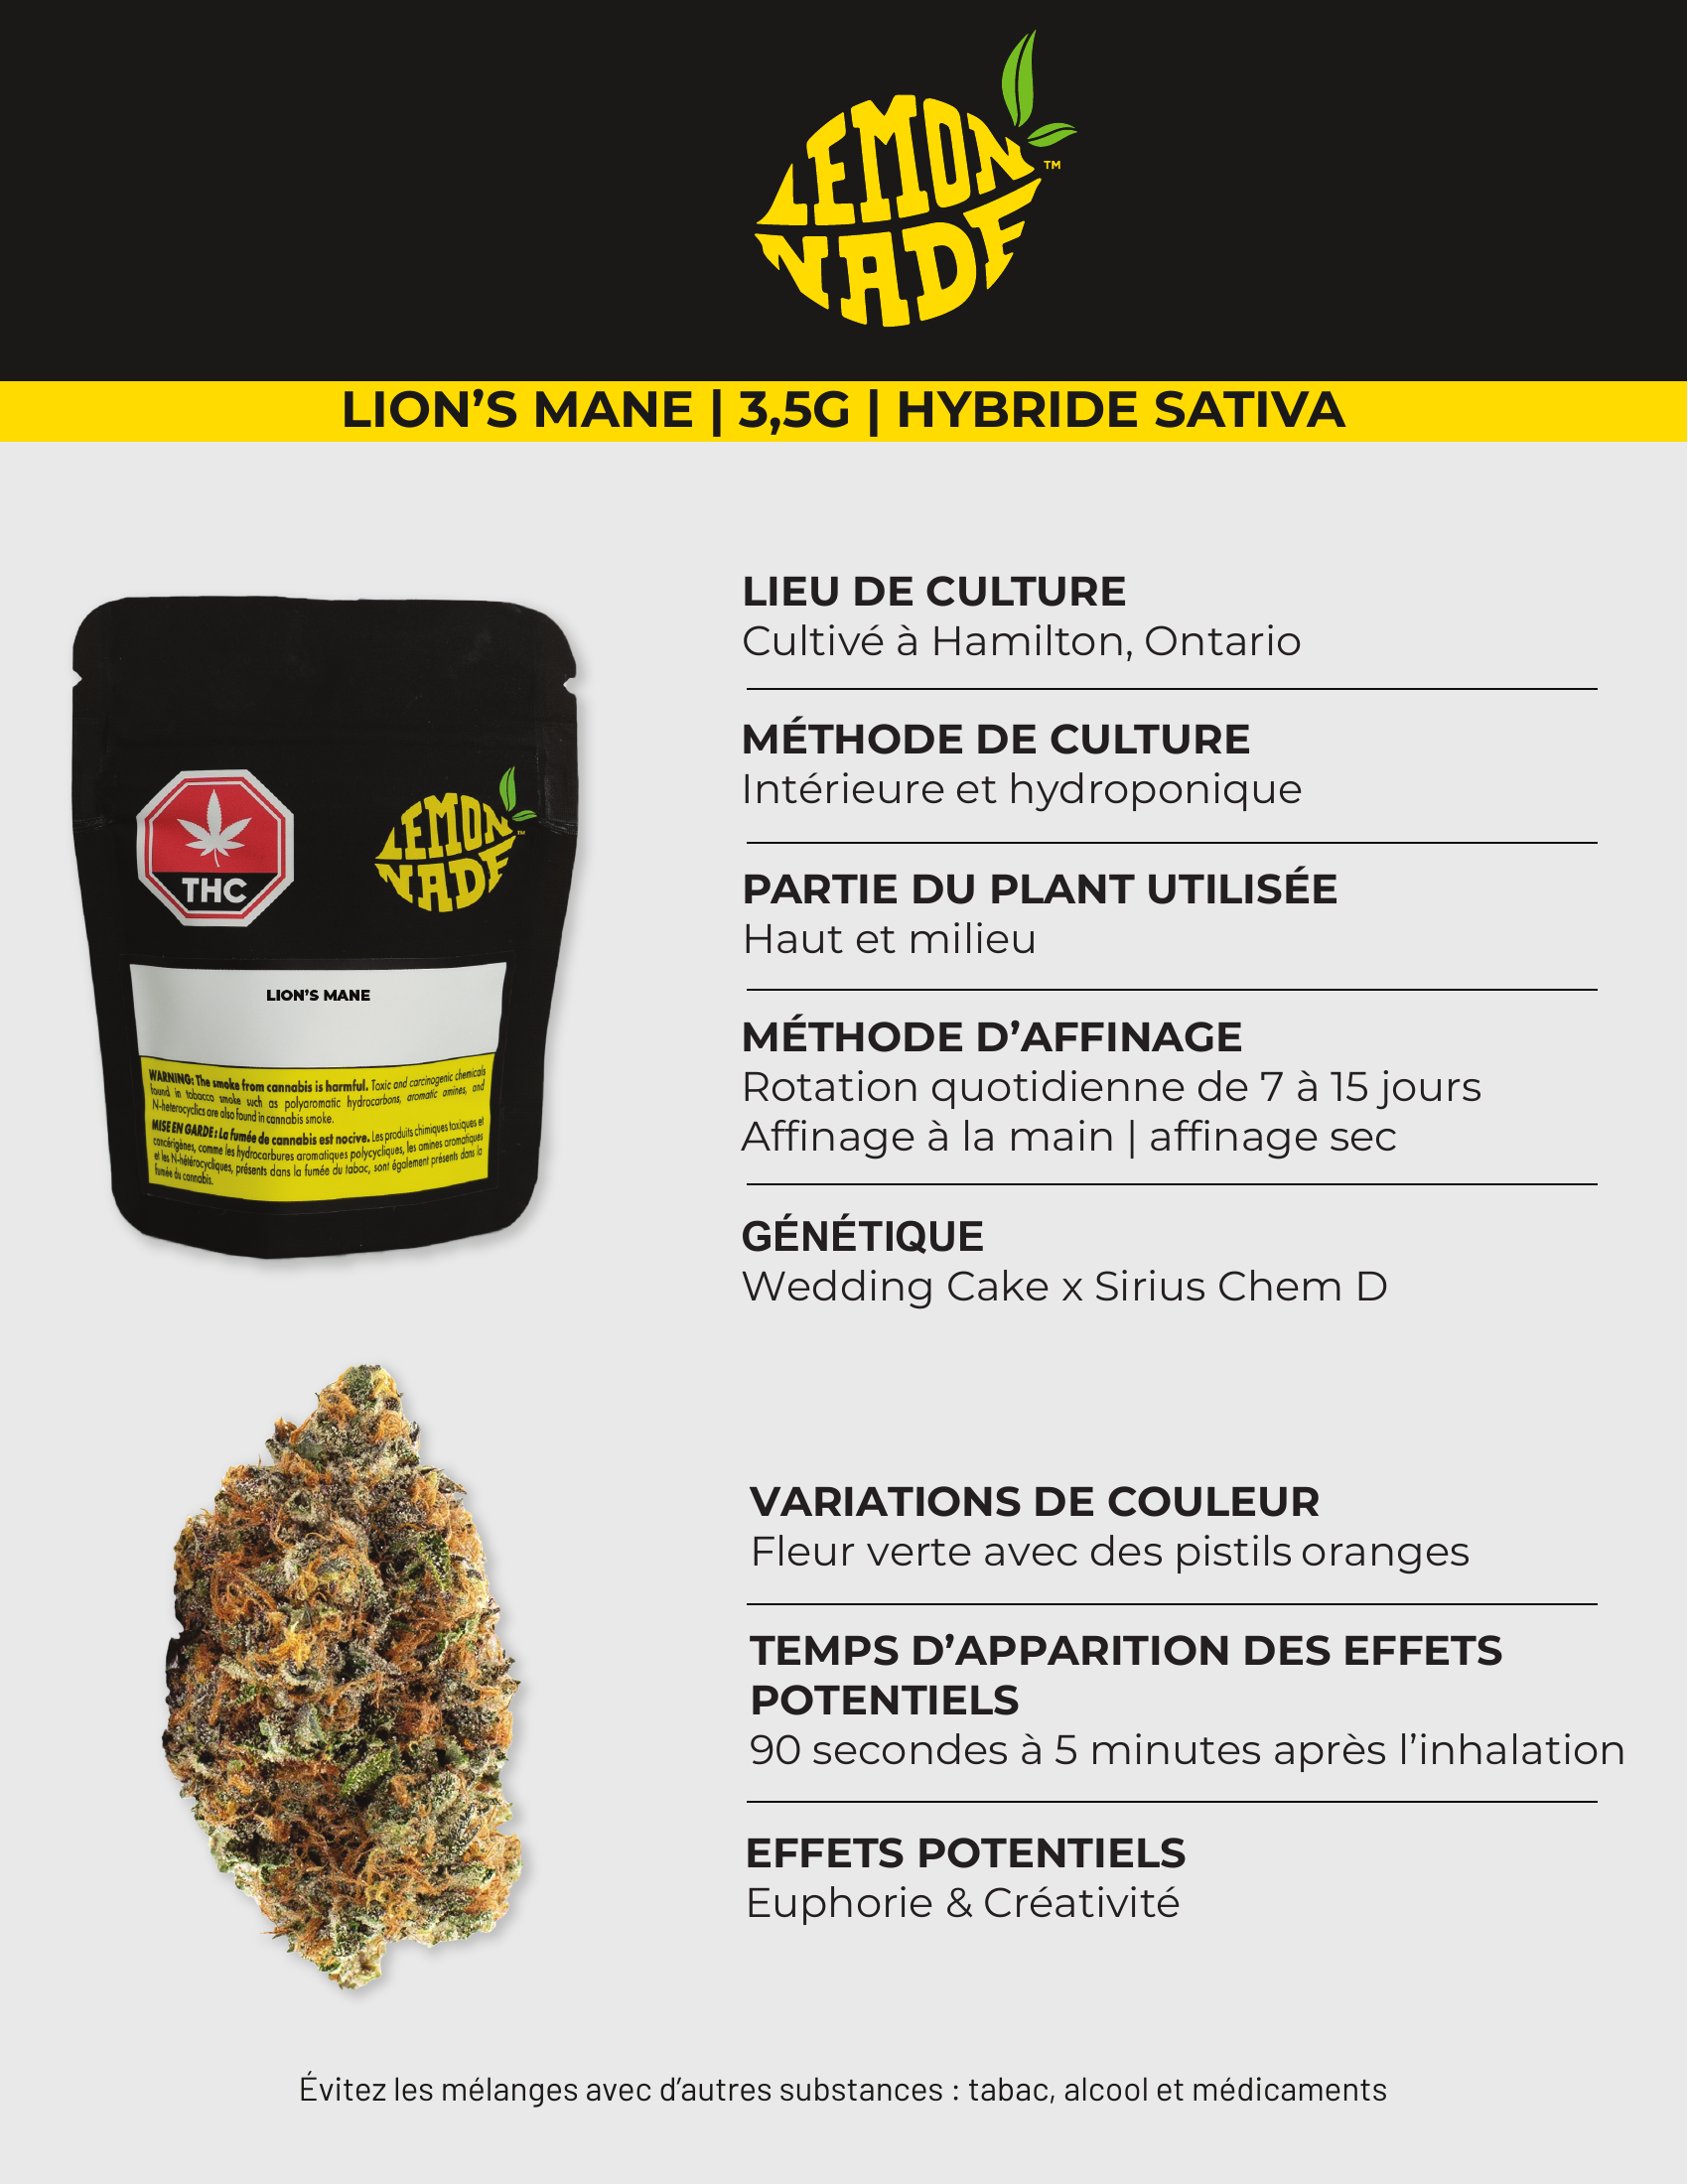 LEMON
NADE
™
LION’S MANE | 3,5G | HYBRIDE SATIVA
LIEU DE CULTURE
Cultivé à Hamilton, Ontario
MÉTHODE DE CULTURE
Intérieure et hydroponique
PARTIE DU PLANT UTILISÉE
Haut et milieu
MÉTHODE D’AFFINAGE
Rotation quotidienne de 7 à 15 jours
Affinage à la main | affinage sec
GÉNÉTIQUE
Wedding Cake x Sirius Chem D
THC
LEMON
NADE
™
LION’S MANE
WARNING: The smoke from cannabis is harmful. Toxic and carcinogenic chemicals
found in tobacco smoke such as polyaromatic hydrocarbons, aromatic amines, and
N-heterocyclics are also found in cannabis smoke.
MISE EN GARDE : La fumée de cannabis est nocive. Les produits chimiques toxiques et
cancérigènes, comme les hydrocarbures aromatiques polycycliques, les amines aromatiques
et les N-hétérocycliques, présents dans la fumée du tabac, sont également présents dans la
fumée du cannabis.
VARIATIONS DE COULEUR
Fleur verte avec des pistils oranges
TEMPS D’APPARITION DES EFFETS
POTENTIELS
90 secondes à 5 minutes après l’inhalation
EFFETS POTENTIELS
Euphorie & Créativité
Évitez les mélanges avec d’autres substances : tabac, alcool et médicaments